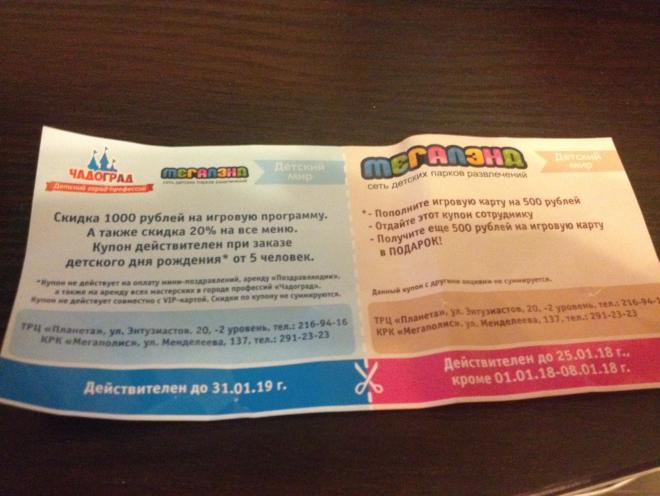 ЧАДОГРАД
Детский город профессий
МЕГАЛЭНД
сеть детских парков развлечений
Детский
мир
Скидка 1000 рублей на игровую программу.
А также скидка 20% на все меню.
Купон действителен при заказе
детского дня рождения* от 5 человек.
*Купон не действует на оплату мини-поздравлений, аренду «Поздравляндии»,
а также на аренду всех мастерских в городе профессий «Чадоград».
Купон не действует совместно с VIP-картой. Скидки по купону не суммируются.
ТРЦ «Планета», ул. Энтузиастов, 20, -2 уровень, тел.: 216-94-16
КРК «Мегаполис», ул. Менделеева, 137, тел.: 291-23-23
Действителен до 31.01.19 г.
МЕГАЛЭНД
сеть детских парков развлечений
Детский
мир
*- Пополните игровую карту на 500 рублей
- Отдайте этот купон сотруднику
- Получите еще 500 рублей на игровую карту
в ПОДАРОК!
Данный купон с другими акциями не суммируется.
ТРЦ «Планета», ул. Энтузиастов, 20, -2 уровень, тел.: 216-94-1
КРК «Мегаполис», ул. Менделеева, 137, тел.: 291-23-23
Действителен до 25.01.18 г.,
кроме 01.01.18-08.01.18 г.